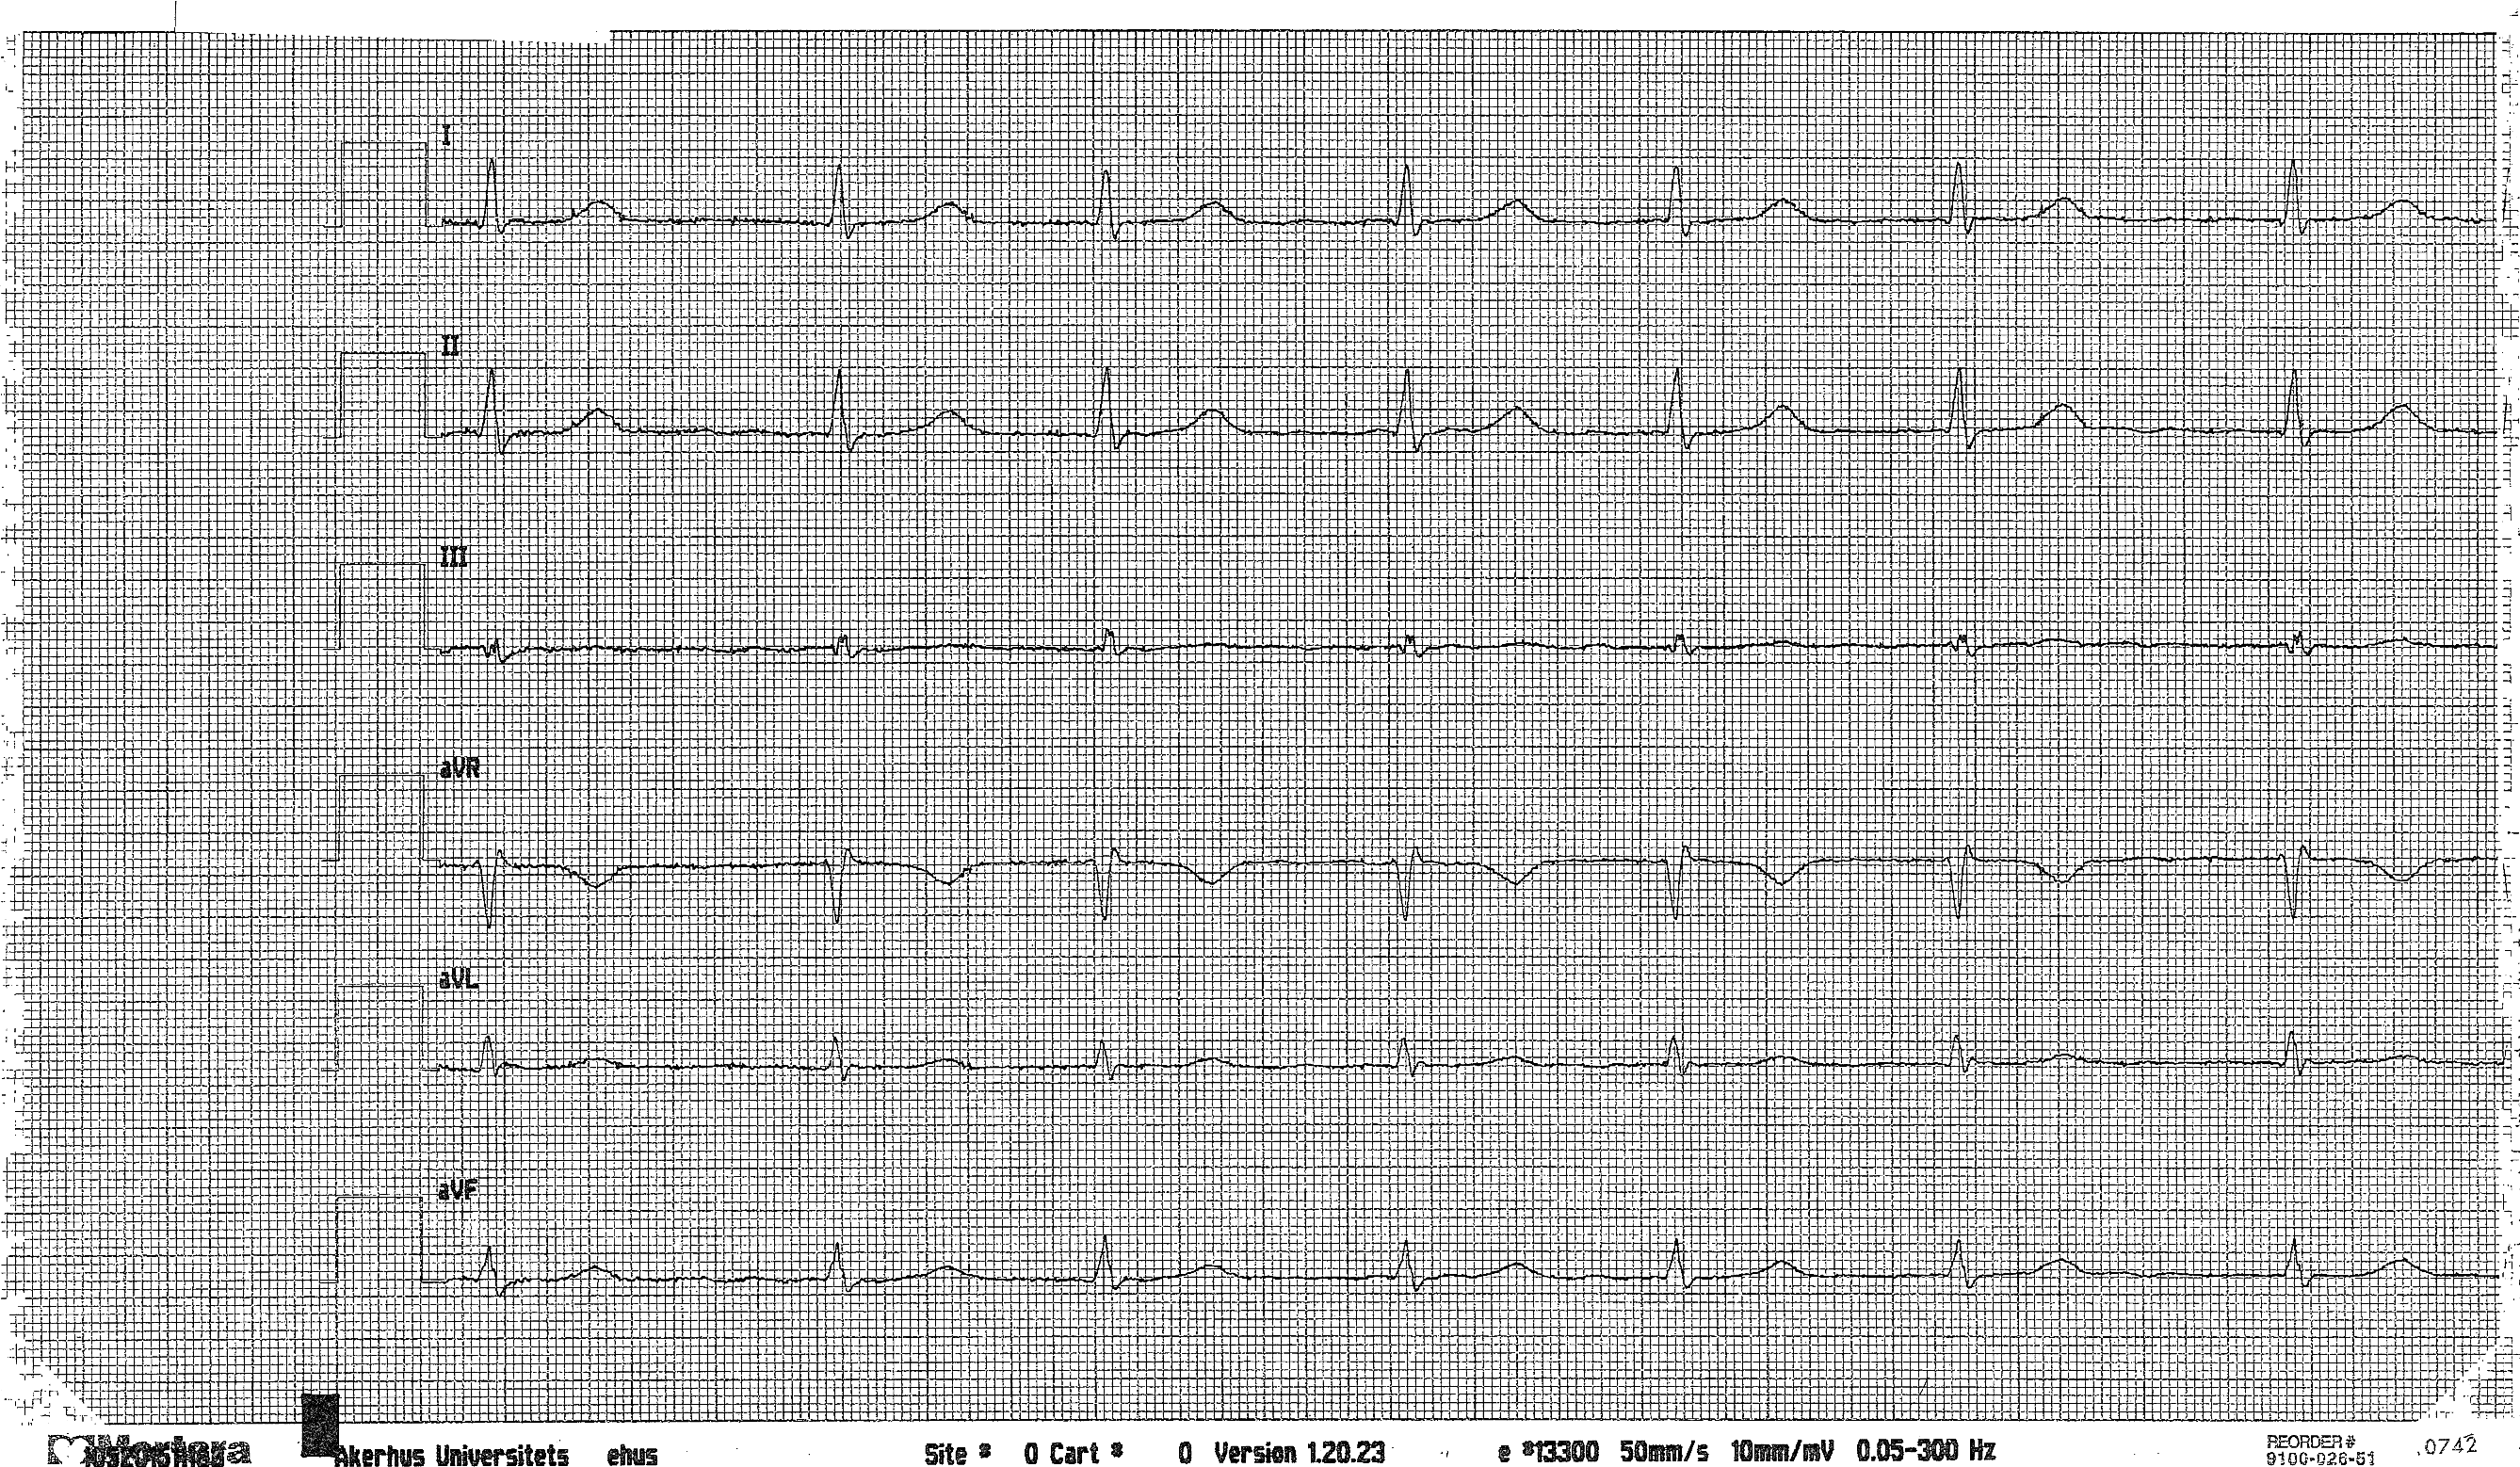 I
II
III
aVR
aVL
aVF
Akerhus Universitets ehus Site # 0 Cart # 0 Version 1.20.23 e #13300 50mm/s 10mm/mV 0.05-300 Hz
REORDER # 9100-026-51 .0742